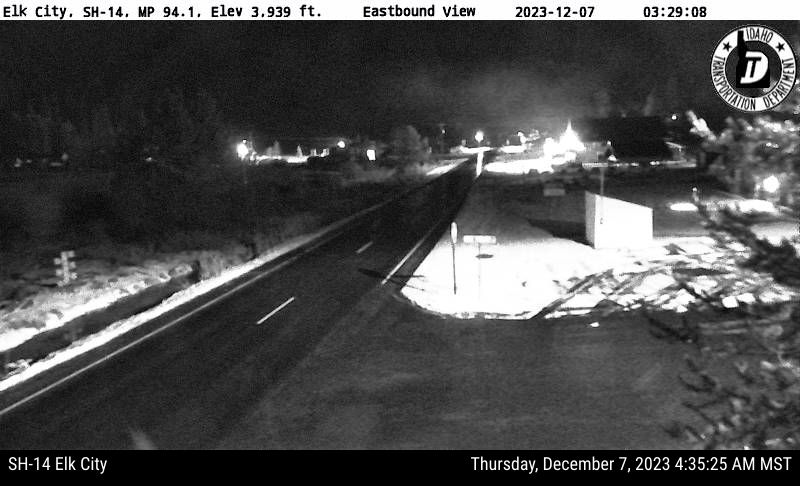 Elk City, SH-14, MP 94.1, Elev 3,939 ft. Eastbound View 2023-12-07 03:29:08
IDAHO
TRANSPORTATION DEPARTMENT
SH-14 Elk City Thursday, December 7, 2023 4:35:25 AM MST